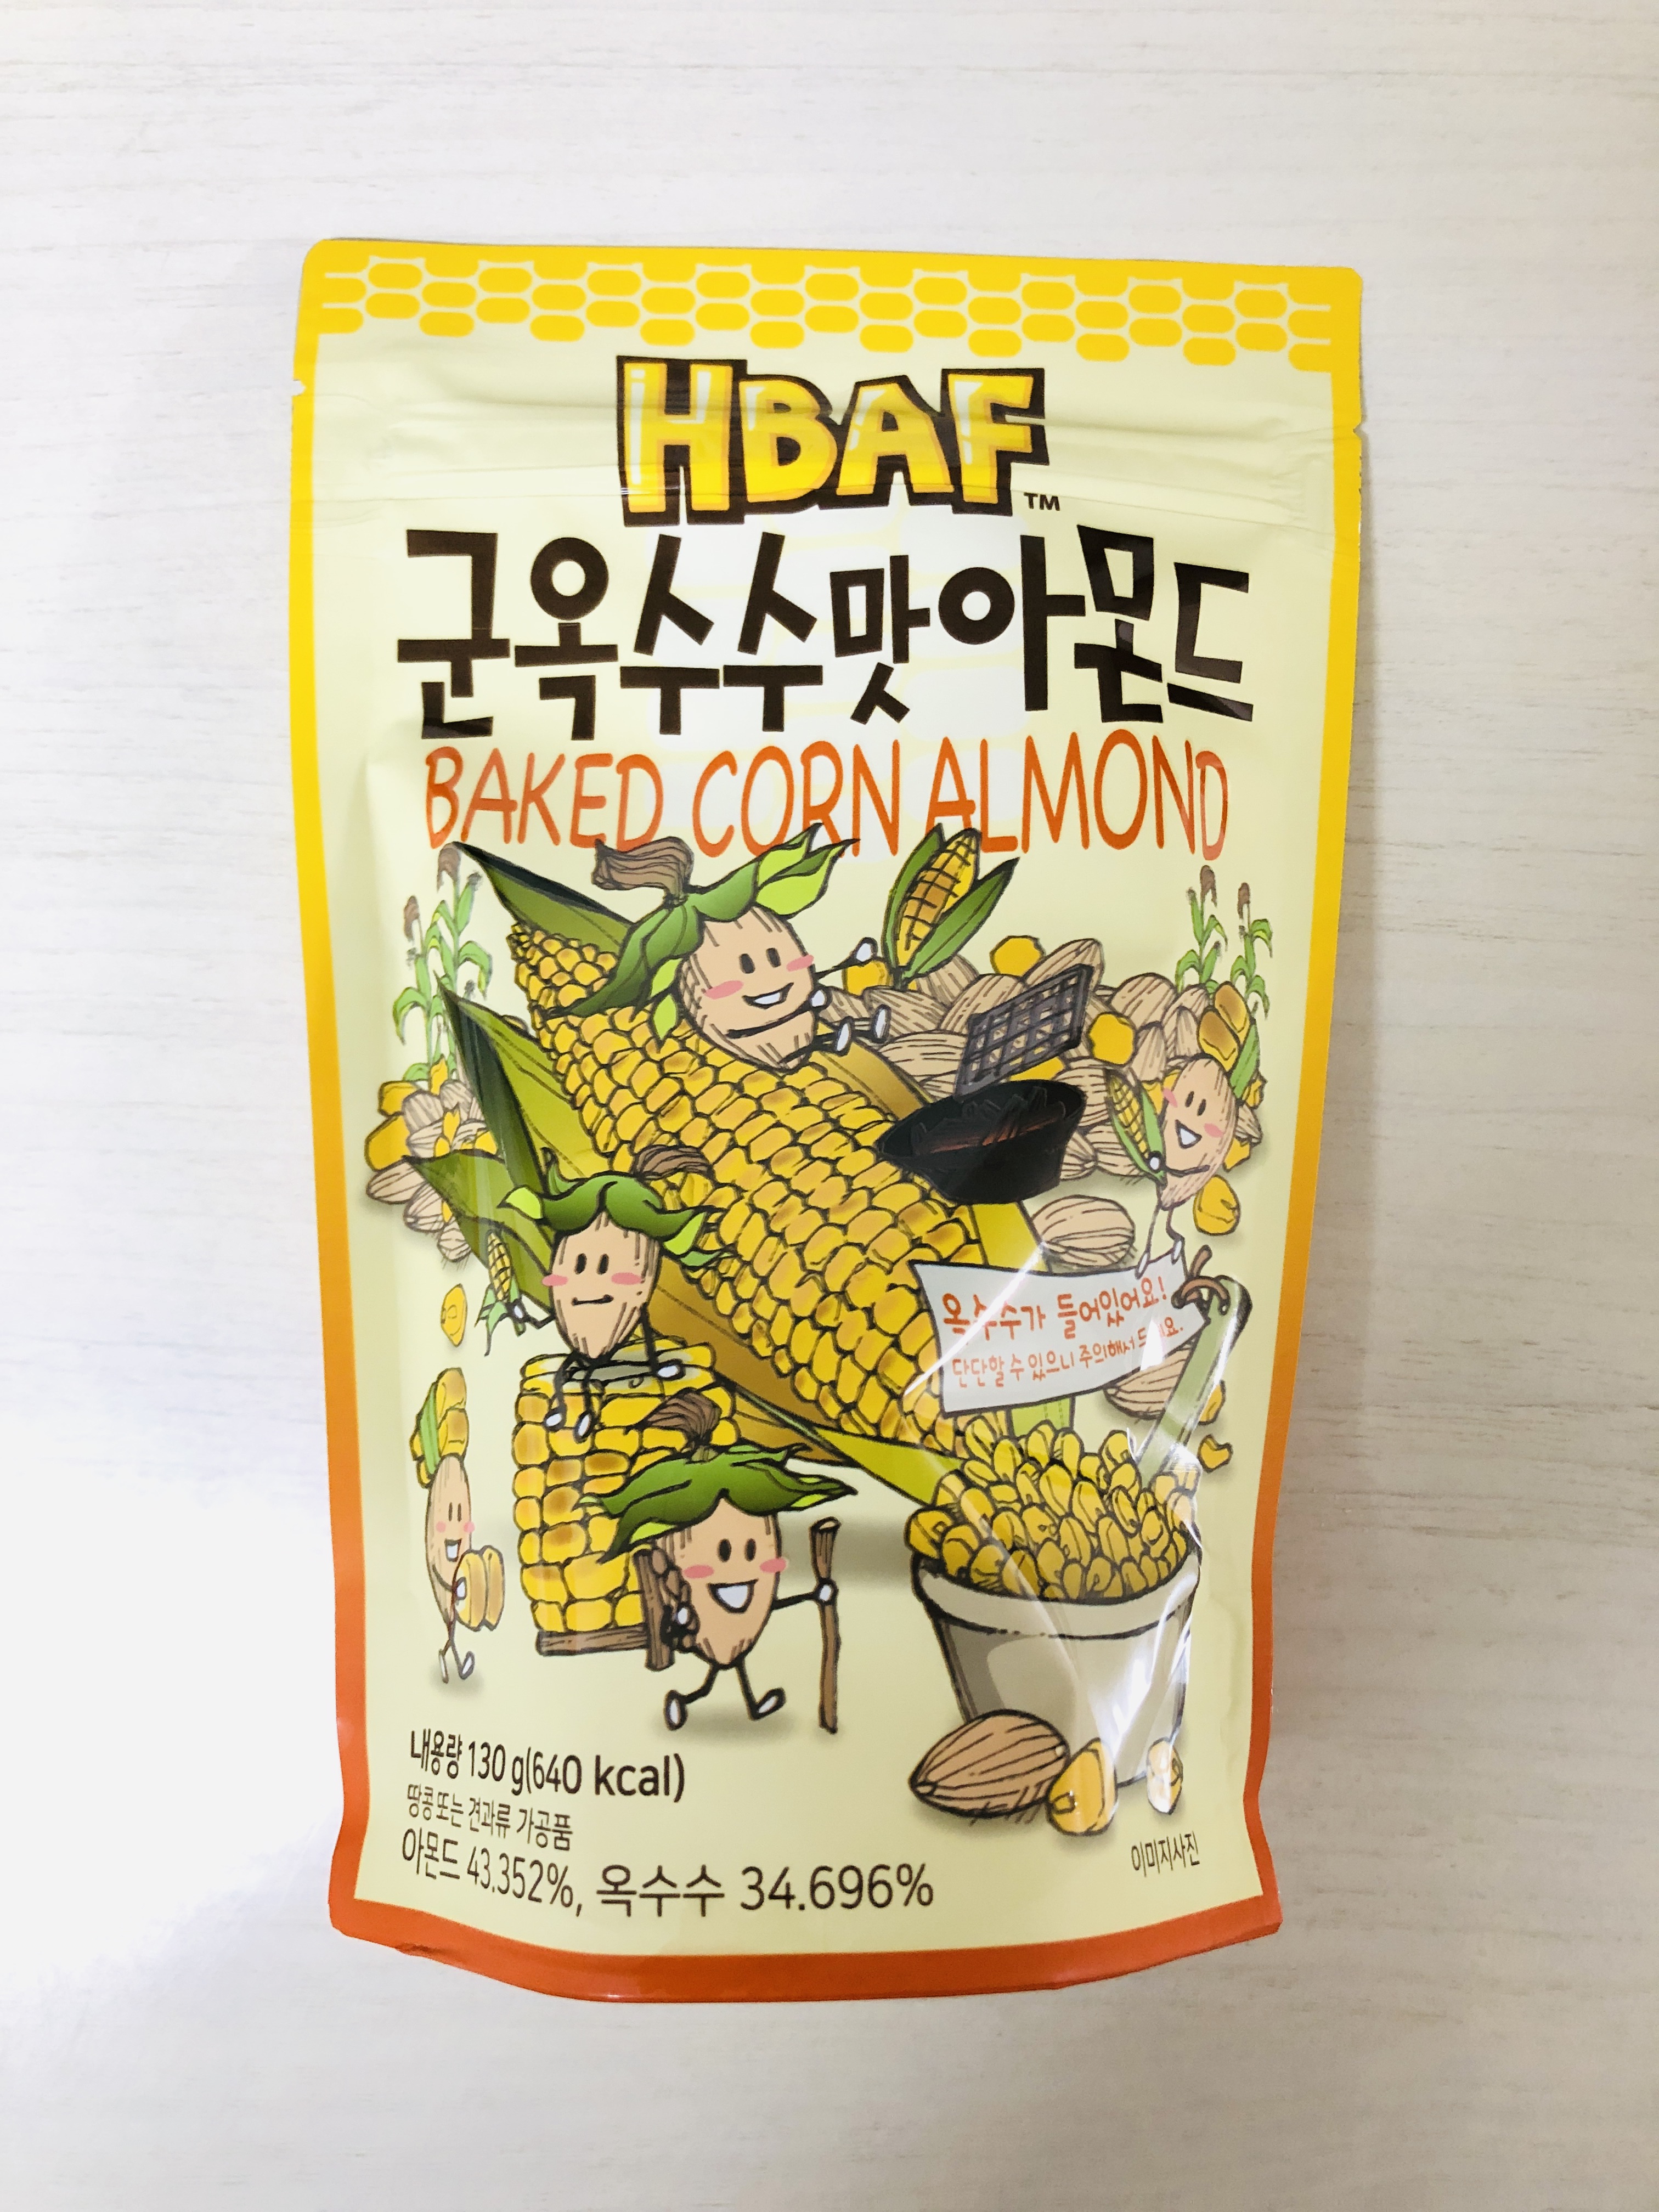 HBAF™
군옥수수맛아몬드
BAKED CORN ALMOND
옥수수가 들어있어요!
단단할 수 있으니 주의해서
내용량 130 g(640 kcal)
땅콩 또는 견과류 가공품
아몬드 43.352%, 옥수수 34.696%
이미지사진